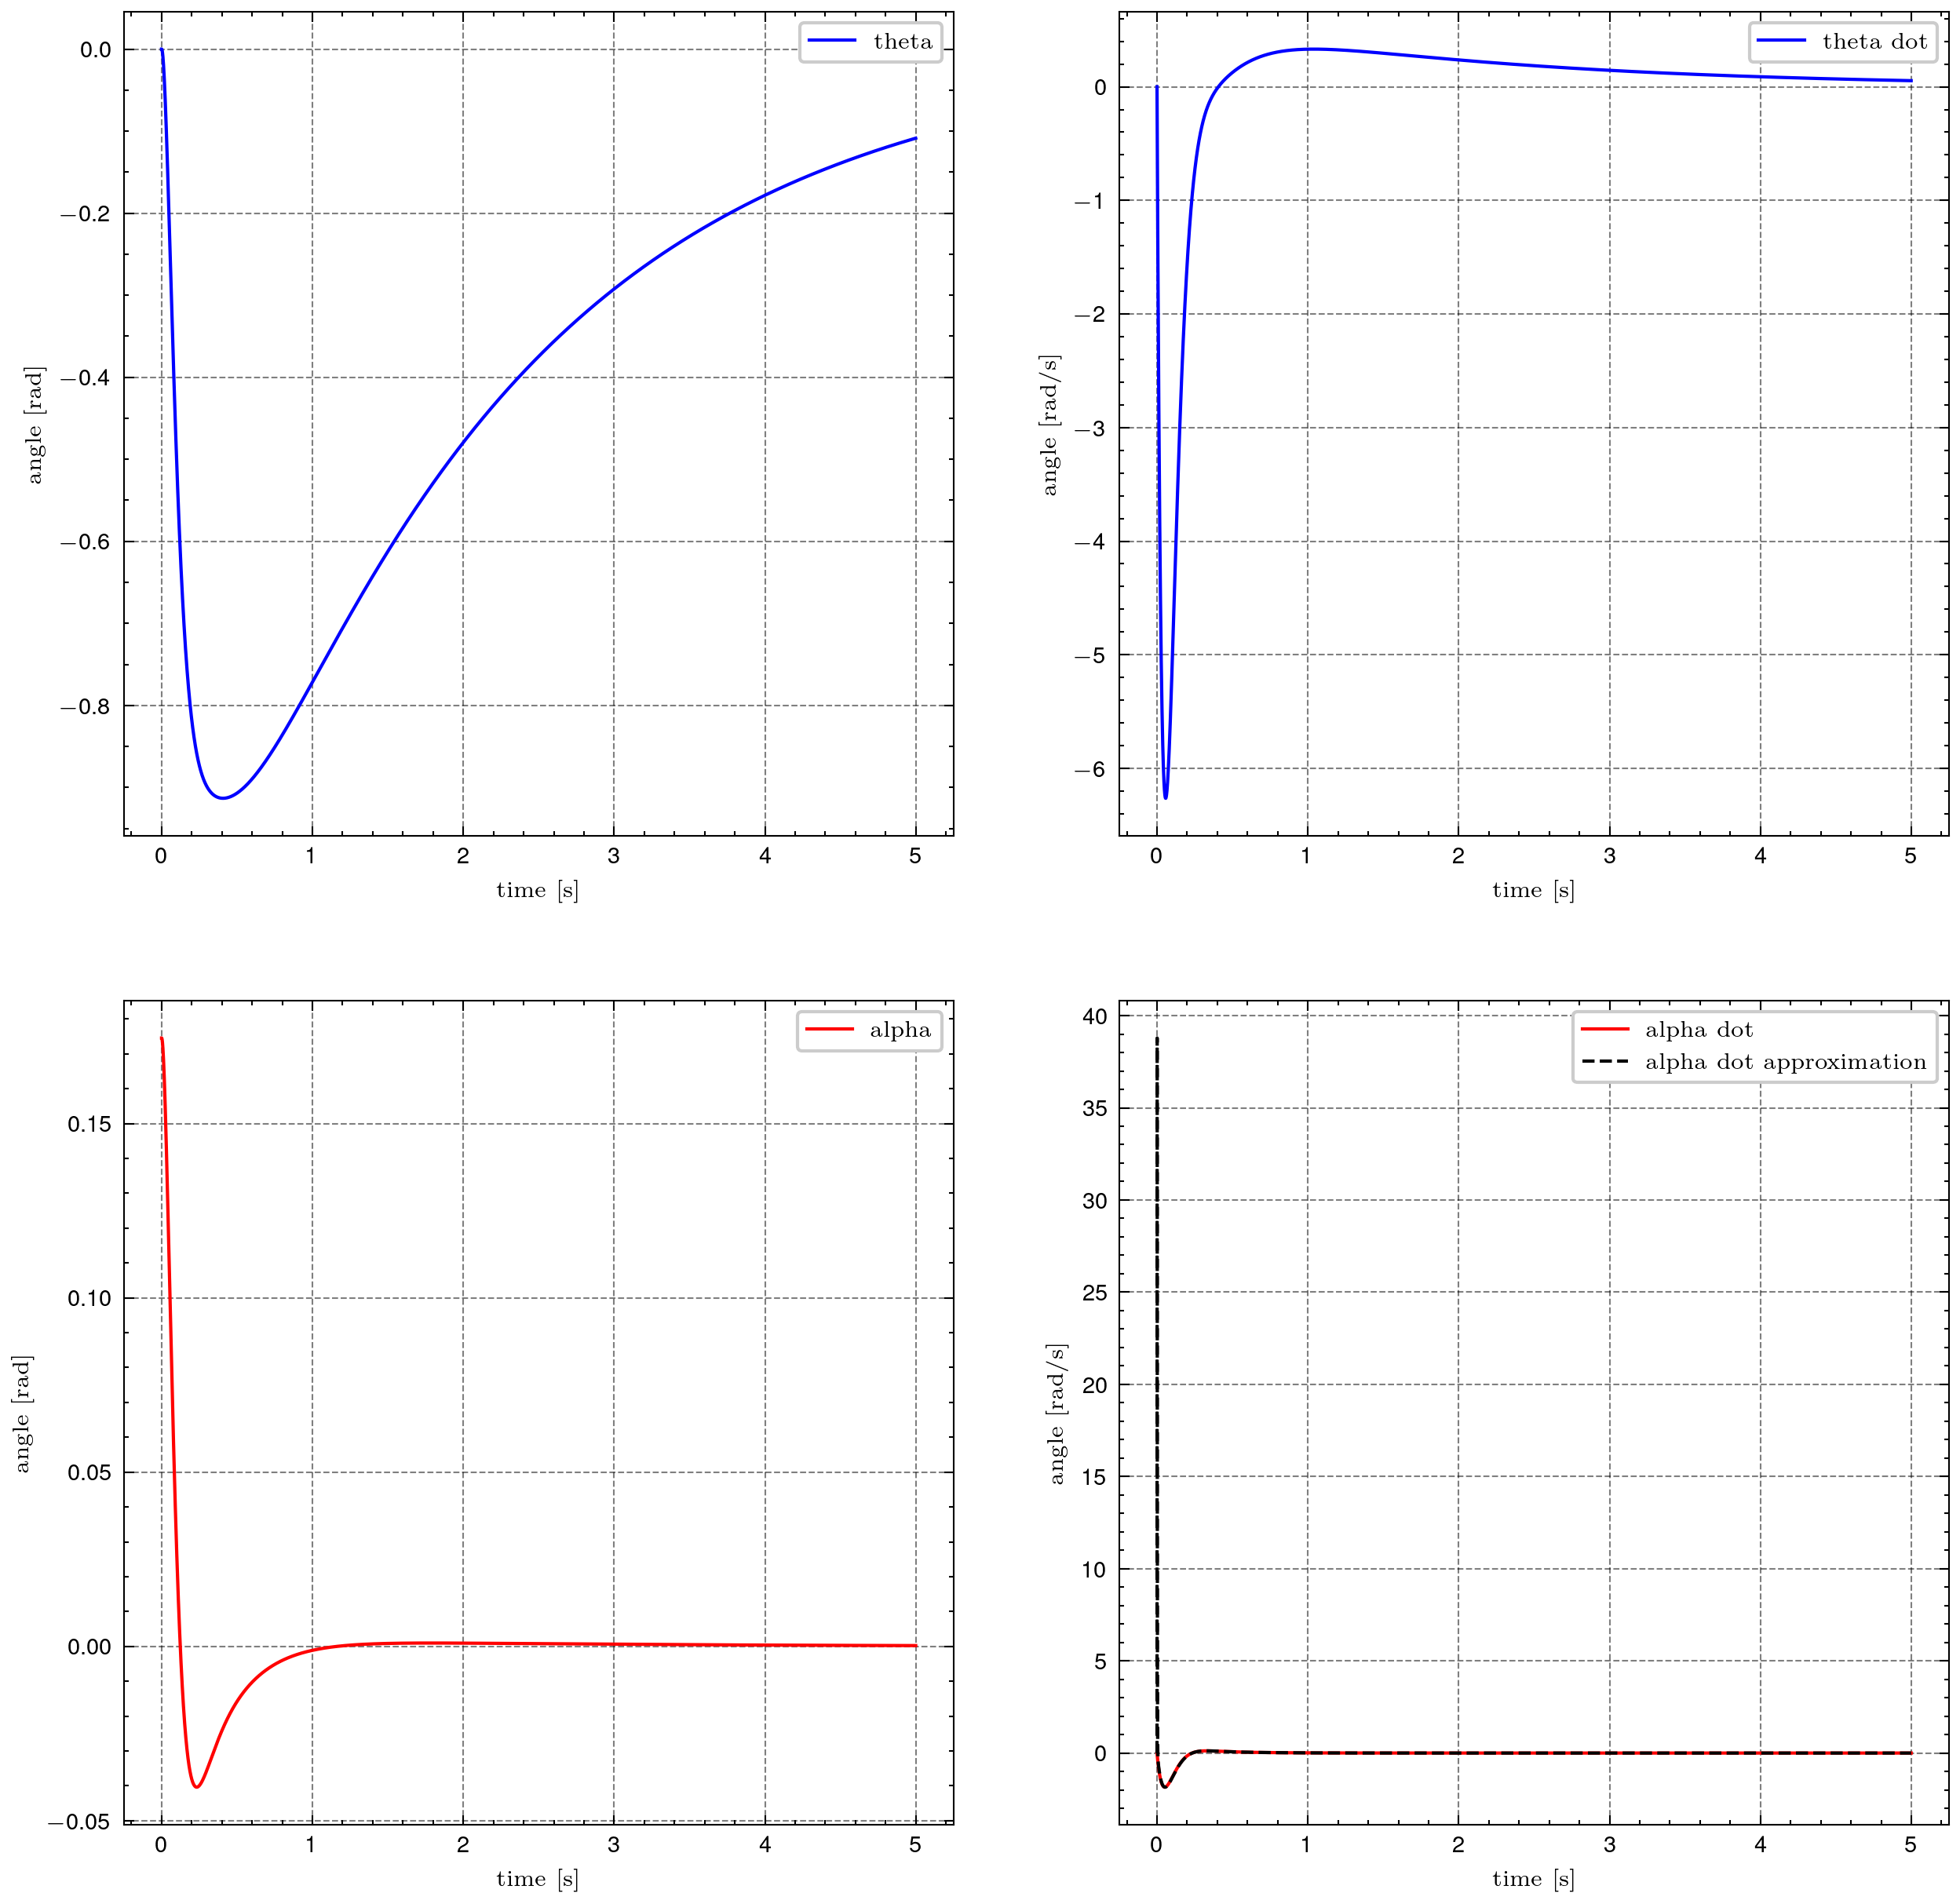 theta
0.0
−0.2
−0.4
−0.6
−0.8
angle [rad]
0 1 2 3 4 5
time [s]
theta dot
0
−1
−2
−3
−4
−5
−6
angle [rad/s]
0 1 2 3 4 5
time [s]
alpha
0.15
0.10
0.05
0.00
−0.05
angle [rad]
0 1 2 3 4 5
time [s]
alpha dot
alpha dot approximation
40
35
30
25
20
15
10
5
0
angle [rad/s]
0 1 2 3 4 5
time [s]